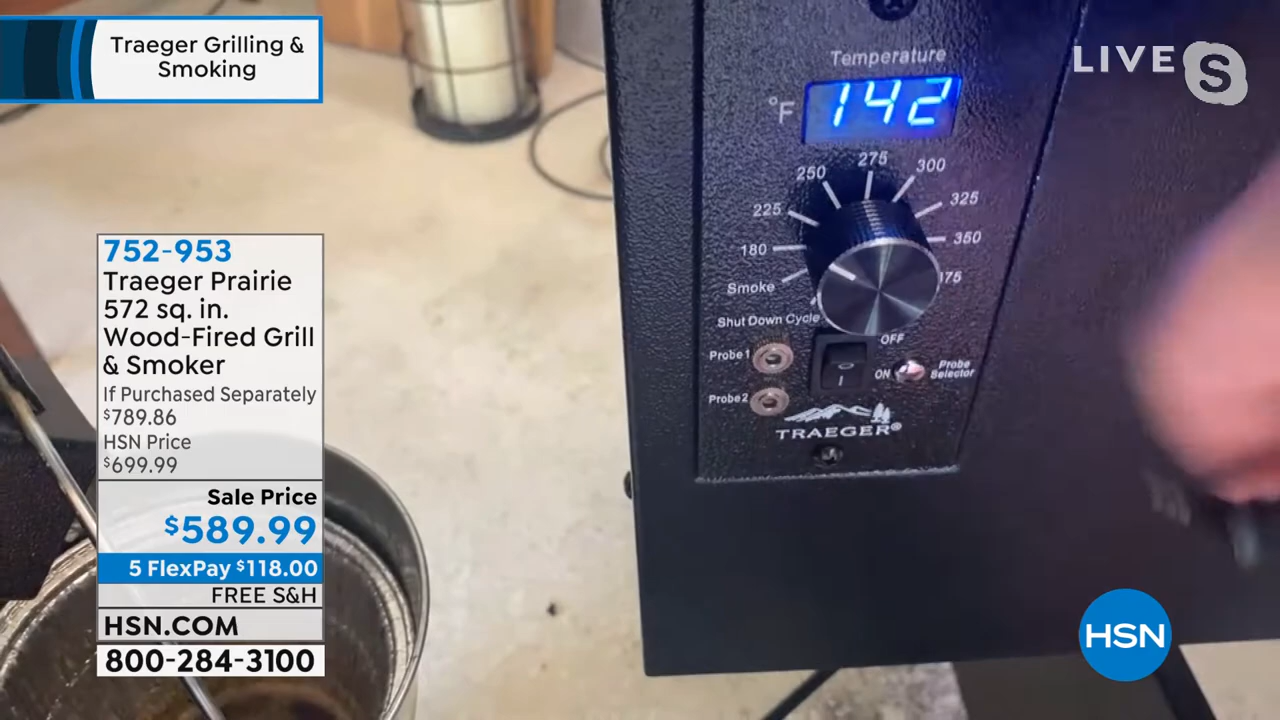 Traeger Grilling &
Smoking
LIVE S
Temperature
°F
142
275
250
300
225
325
180
350
375
Smoke
Shut Down Cycle
OFF
Probe 1
ON
Probe
Selector
Probe 2
TRAEGER®
752-953
Traeger Prairie
572 sq. in.
Wood-Fired Grill
& Smoker
If Purchased Separately
$789.86
HSN Price
$699.99
Sale Price
$589.99
5 FlexPay $118.00
FREE S&H
HSN.COM
800-284-3100
HSN